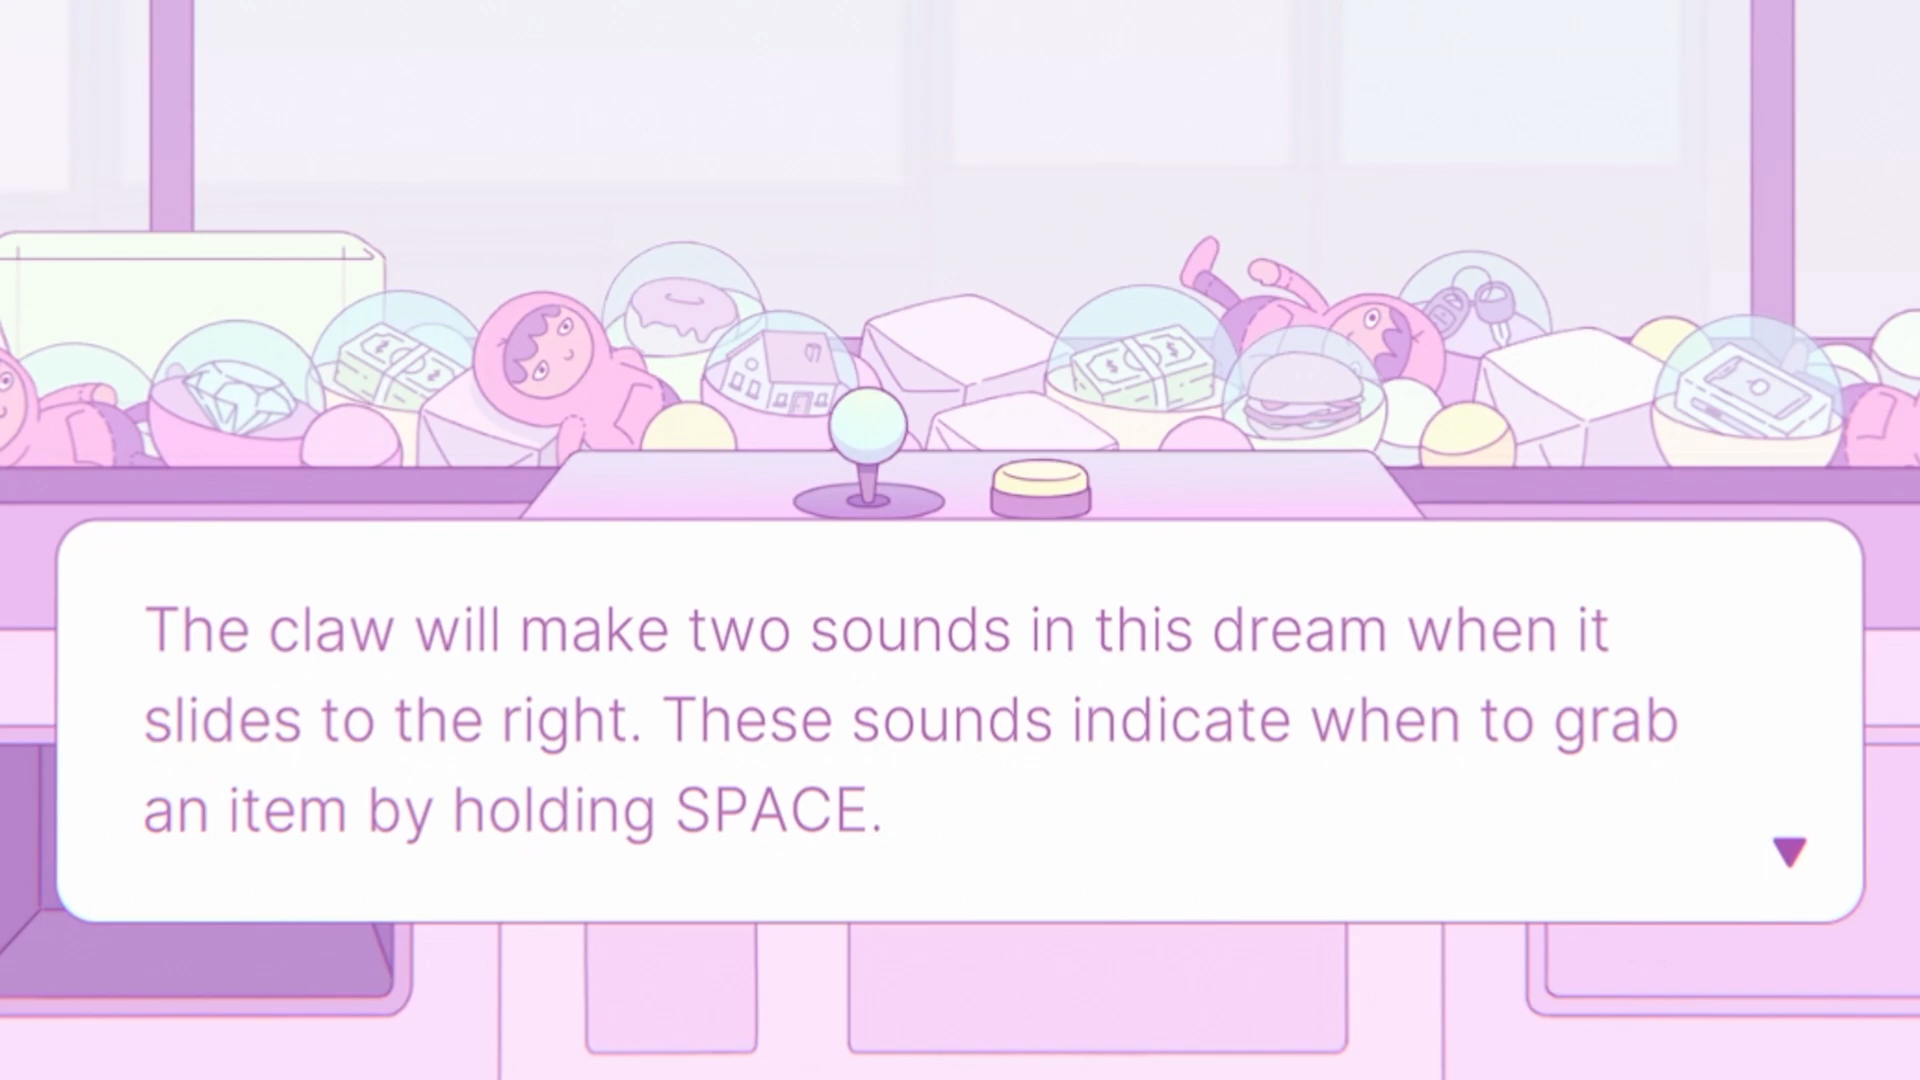 The claw will make two sounds in this dream when it
slides to the right. These sounds indicate when to grab
an item by holding SPACE.